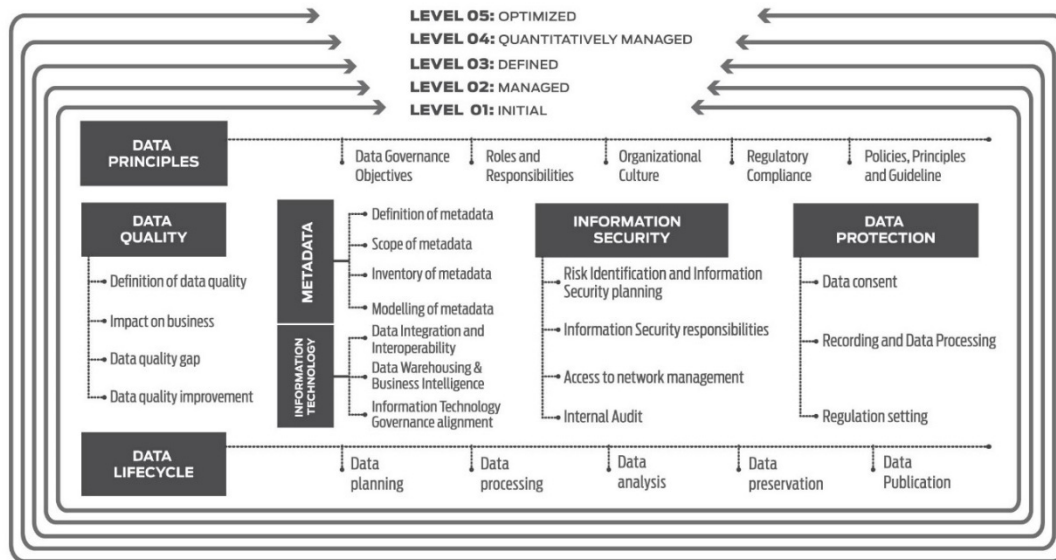 LEVEL 05: OPTIMIZED
LEVEL 04: QUANTITATIVELY MANAGED
LEVEL 03: DEFINED
LEVEL 02: MANAGED
LEVEL 01: INITIAL
DATA
PRINCIPLES
Data Governance
Objectives
Roles and
Responsibilities
Organizational
Culture
Regulatory
Compliance
Policies, Principles
and Guideline
DATA
QUALITY
Definition of data quality
Impact on business
Data quality gap
Data quality improvement
METADATA
Definition of metadata
Scope of metadata
Inventory of metadata
Modelling of metadata
INFORMATION
TECHNOLOGY
Data Integration and
Interoperability
Data Warehousing &
Business Intelligence
Information Technology
Governance alignment
INFORMATION
SECURITY
Risk Identification and Information
Security planning
Information Security responsibilities
Access to network management
Internal Audit
DATA
PROTECTION
Data consent
Recording and Data Processing
Regulation setting
DATA
LIFECYCLE
Data
planning
Data
processing
Data
analysis
Data
preservation
Data
Publication